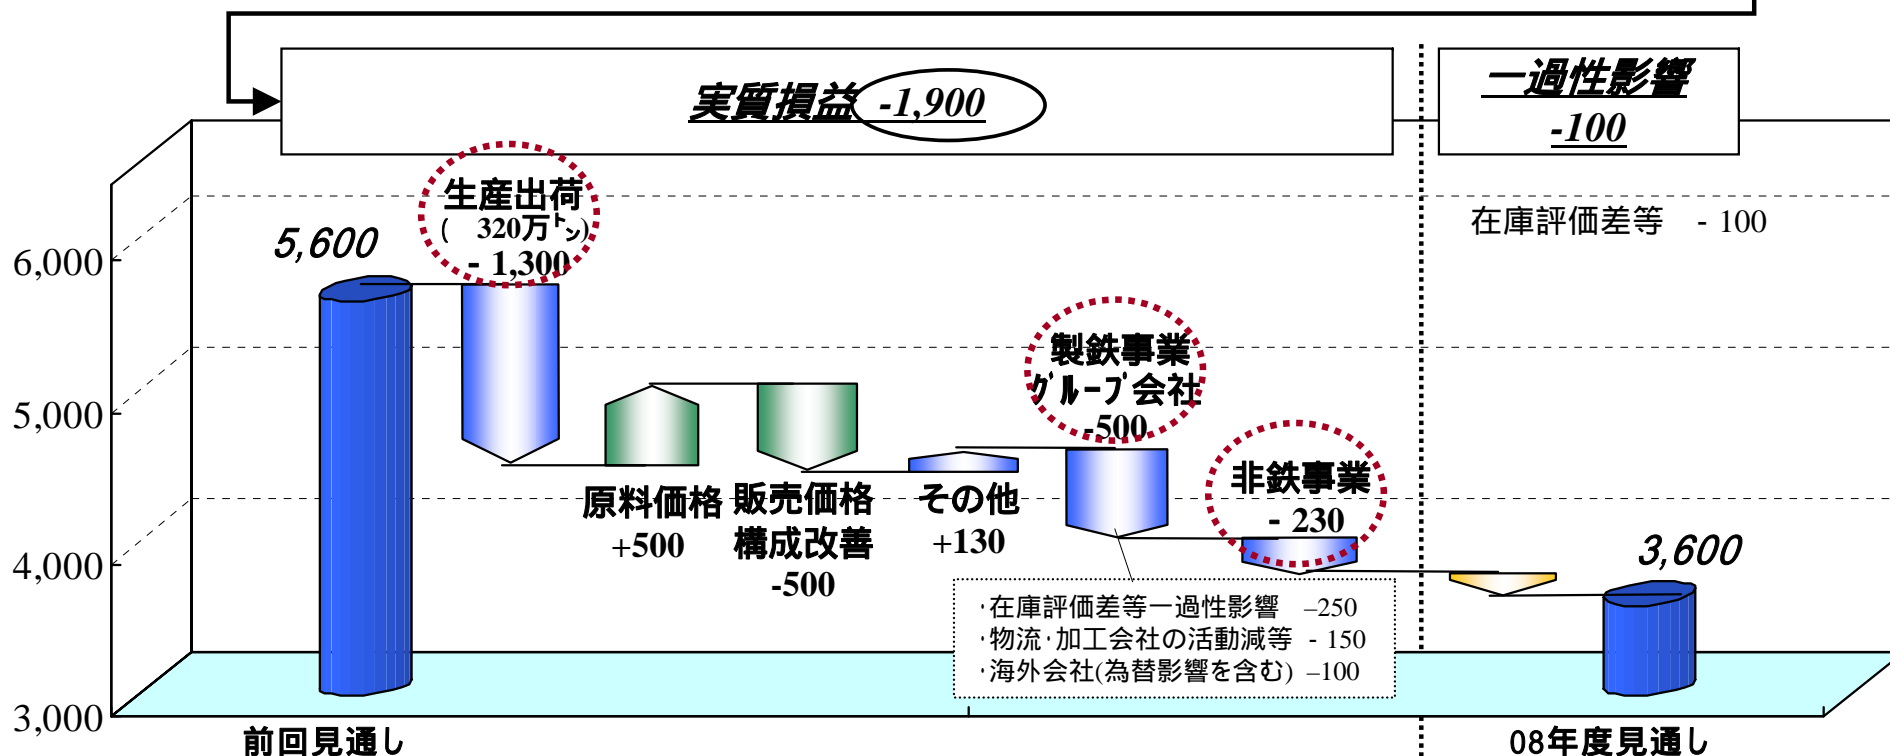 実質損益 -1,900
一過性影響
-100
在庫評価差等 - 100
生産出荷
( 320万㌧)
- 1,300
5,600
6,000
5,000
4,000
3,000
原料価格
+500
販売価格
構成改善
-500
その他
+130
製鉄事業
ｸﾞﾙｰﾌﾟ会社
-500
非鉄事業
- 230
3,600
･在庫評価差等一過性影響 –250
･物流･加工会社の活動減等 - 150
･海外会社(為替影響を含む) –100
前回見通し
08年度見通し